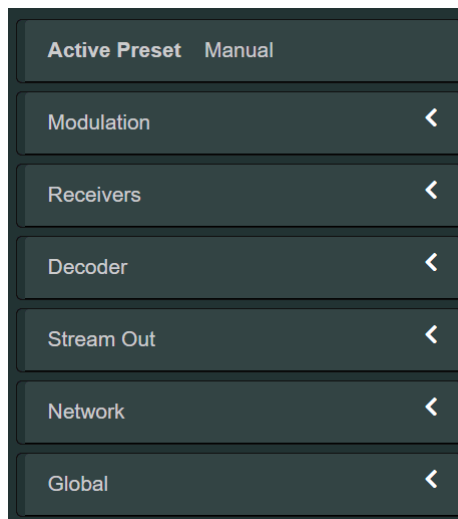 Active Preset Manual
Modulation
Receivers
Decoder
Stream Out
Network
Global